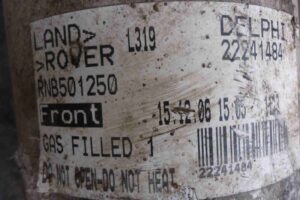 LAND> L319 DELPHI
>ROVER 22241484
RNB501250
Front 15.12.06 15:05
GAS FILLED 1
DO NOT OPEN-DO NOT HEAT 22241484